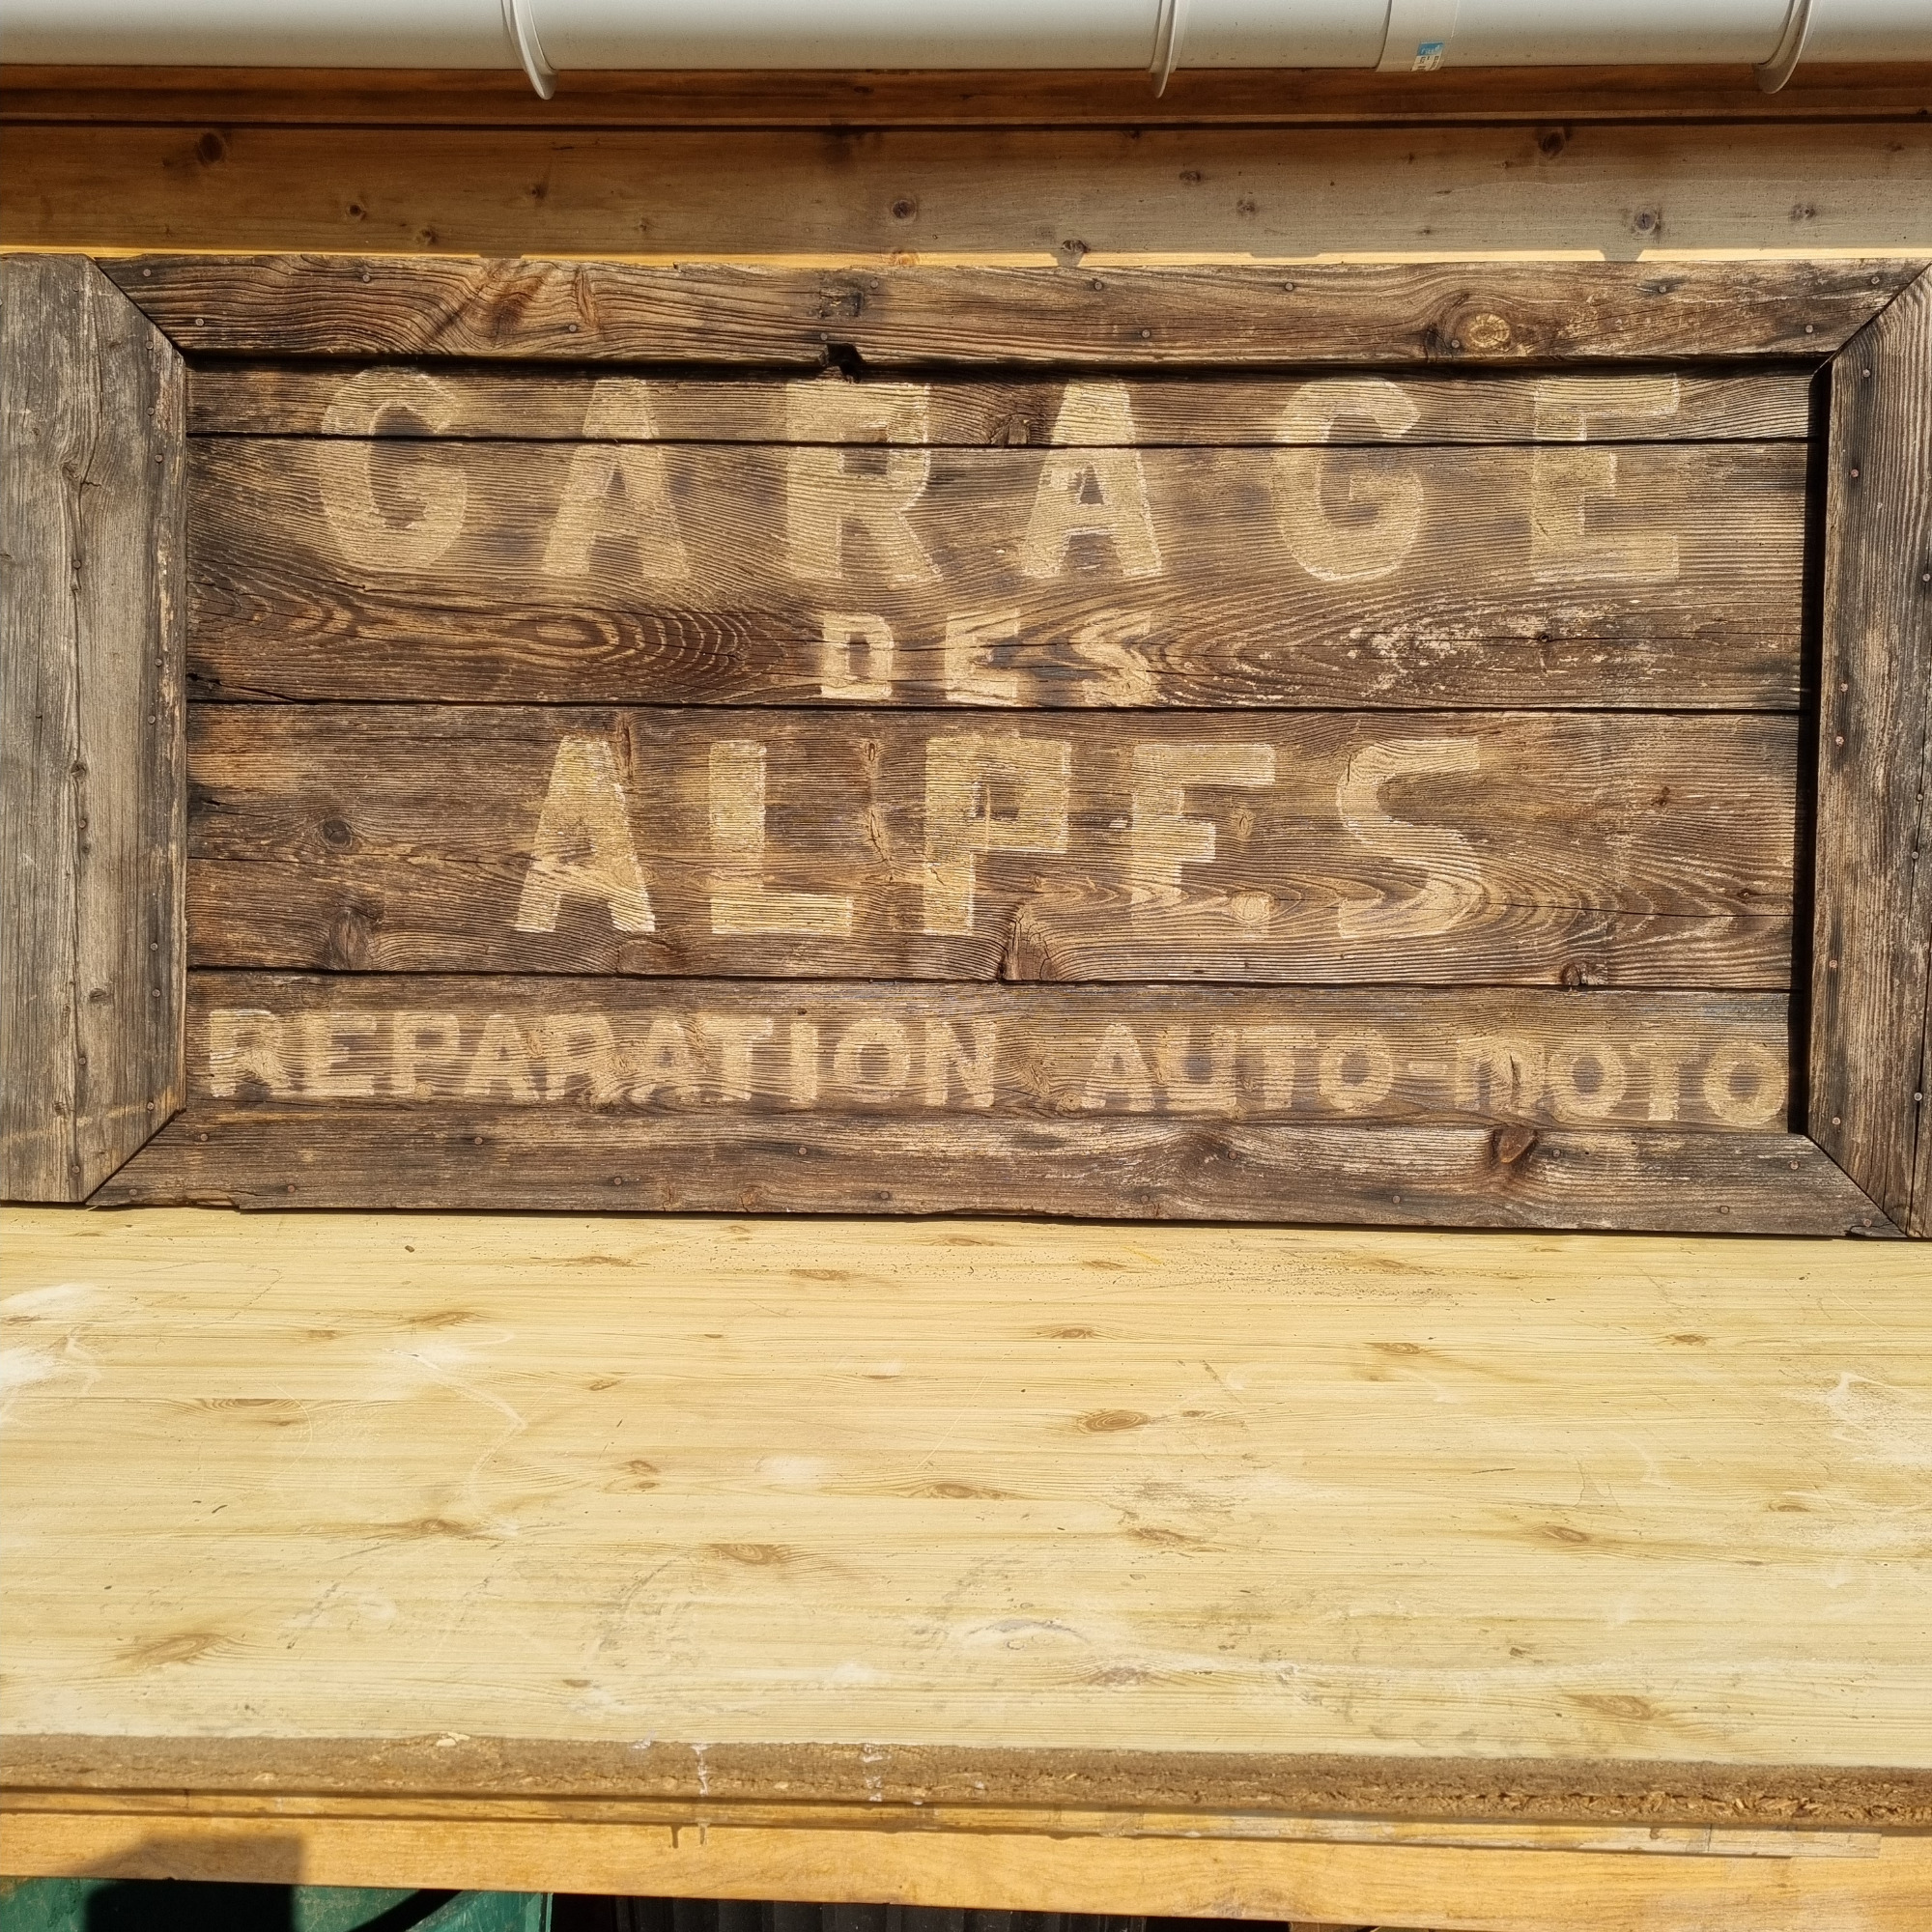 GARAGE
DES
ALPES
REPARATION AUTO-MOTO